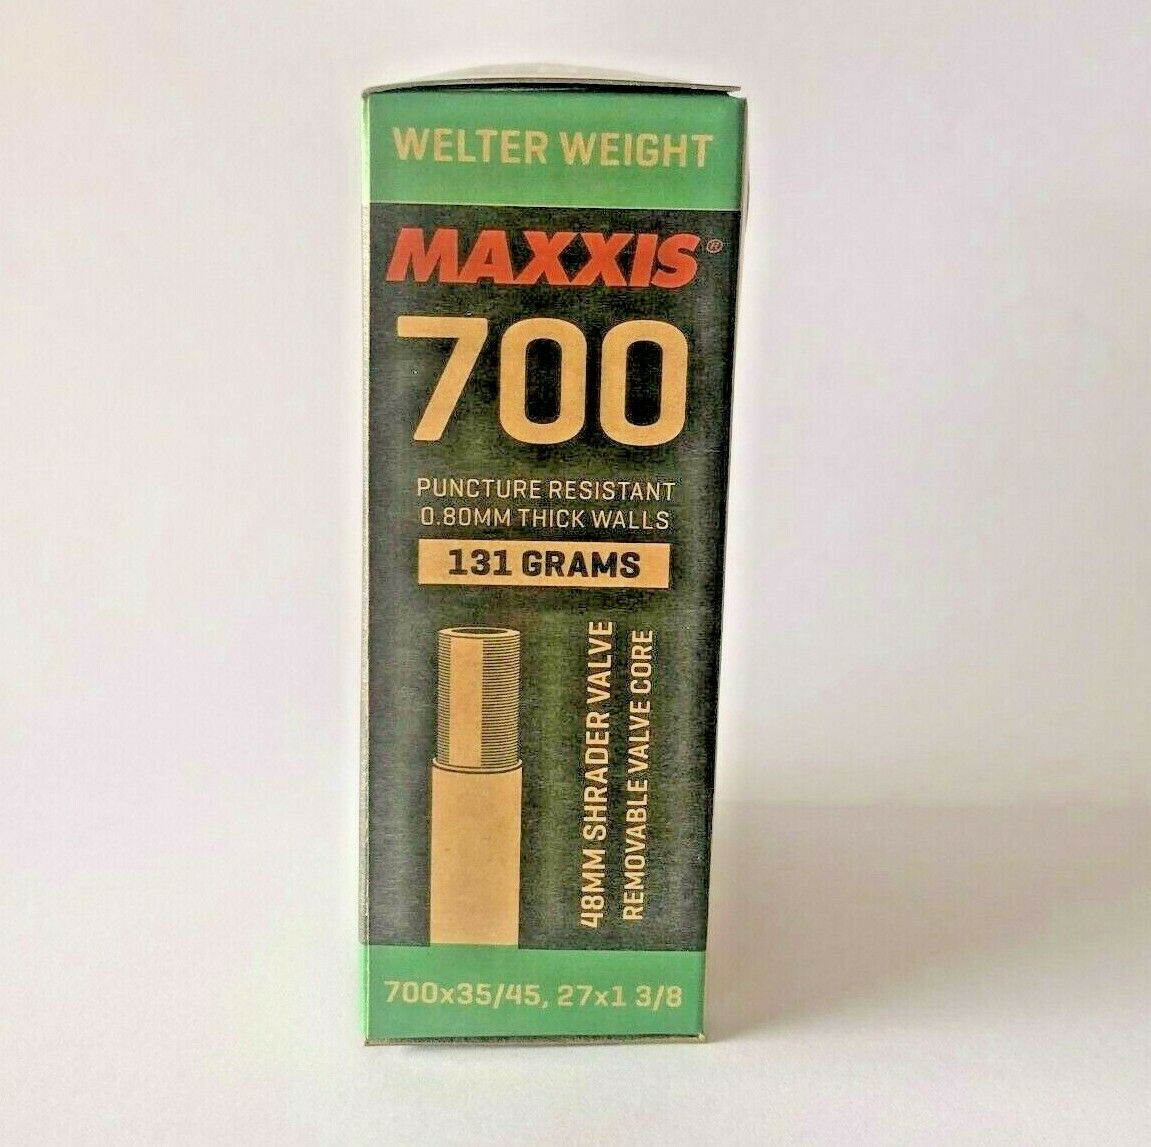 WELTER WEIGHT
MAXXIS®
700
PUNCTURE RESISTANT
0.80MM THICK WALLS
131 GRAMS
48MM SHRADER VALVE
REMOVABLE VALVE CORE
700x35/45, 27x1 3/8